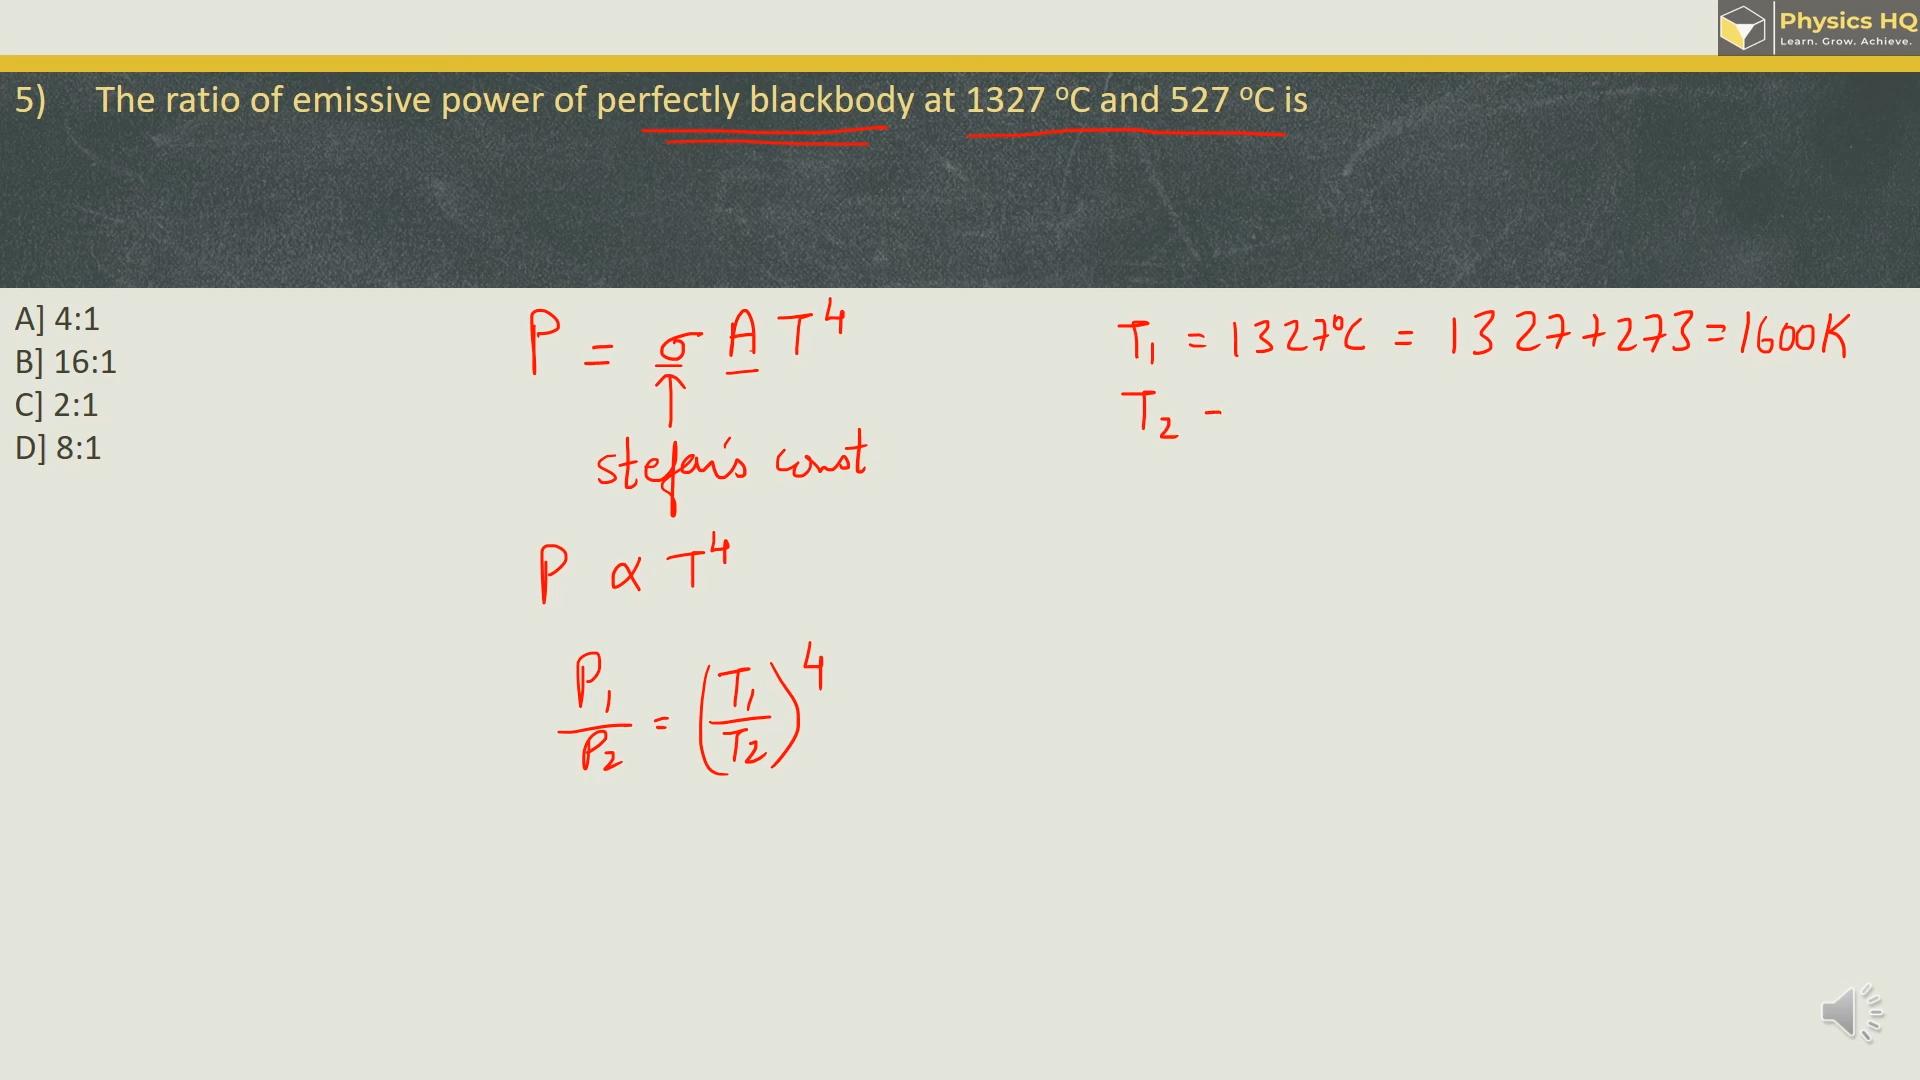 Physics HQ
Learn. Grow. Achieve.
5) The ratio of emissive power of perfectly blackbody at 1327 ºC and 527 ºC is
A] 4:1
B] 16:1
C] 2:1
D] 8:1
P = σ A T⁴
stefan's const
P ∝ T⁴
P₁/P₂ = (T₁/T₂)⁴
T₁ = 1327°C = 1327+273=1600K
T₂ -